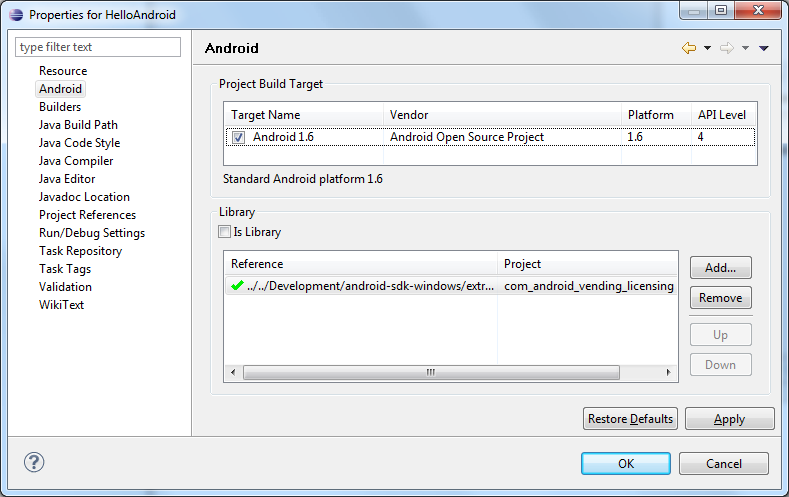 Properties for HelloAndroid
type filter text
Resource
Android
Builders
Java Build Path
Java Code Style
Java Compiler
Java Editor
Javadoc Location
Project References
Run/Debug Settings
Task Repository
Task Tags
Validation
WikiText
Android
Project Build Target
Target Name Vendor Platform API Level
Android 1.6 Android Open Source Project 1.6 4
Standard Android platform 1.6
Library
Is Library
Reference Project
../../Development/android-sdk-windows/extr... com_android_vending_licensing
Add...
Remove
Up
Down
Restore Defaults Apply
OK Cancel